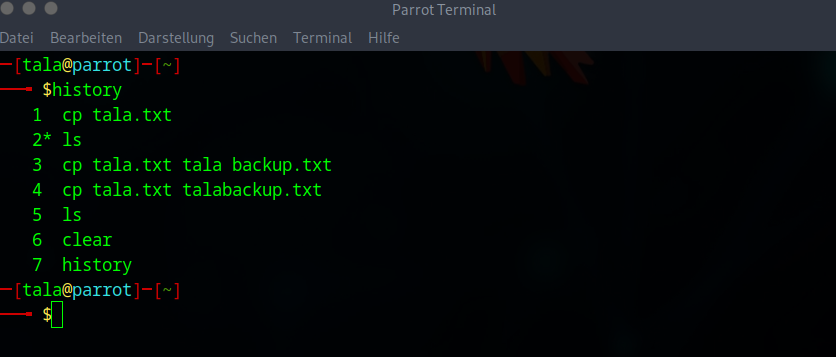 Parrot Terminal
Datei Bearbeiten Darstellung Suchen Terminal Hilfe
─[tala@parrot]─[~]
──╼ $history
1 cp tala.txt
2* ls
3 cp tala.txt tala backup.txt
4 cp tala.txt talabackup.txt
5 ls
6 clear
7 history
─[tala@parrot]─[~]
──╼ $